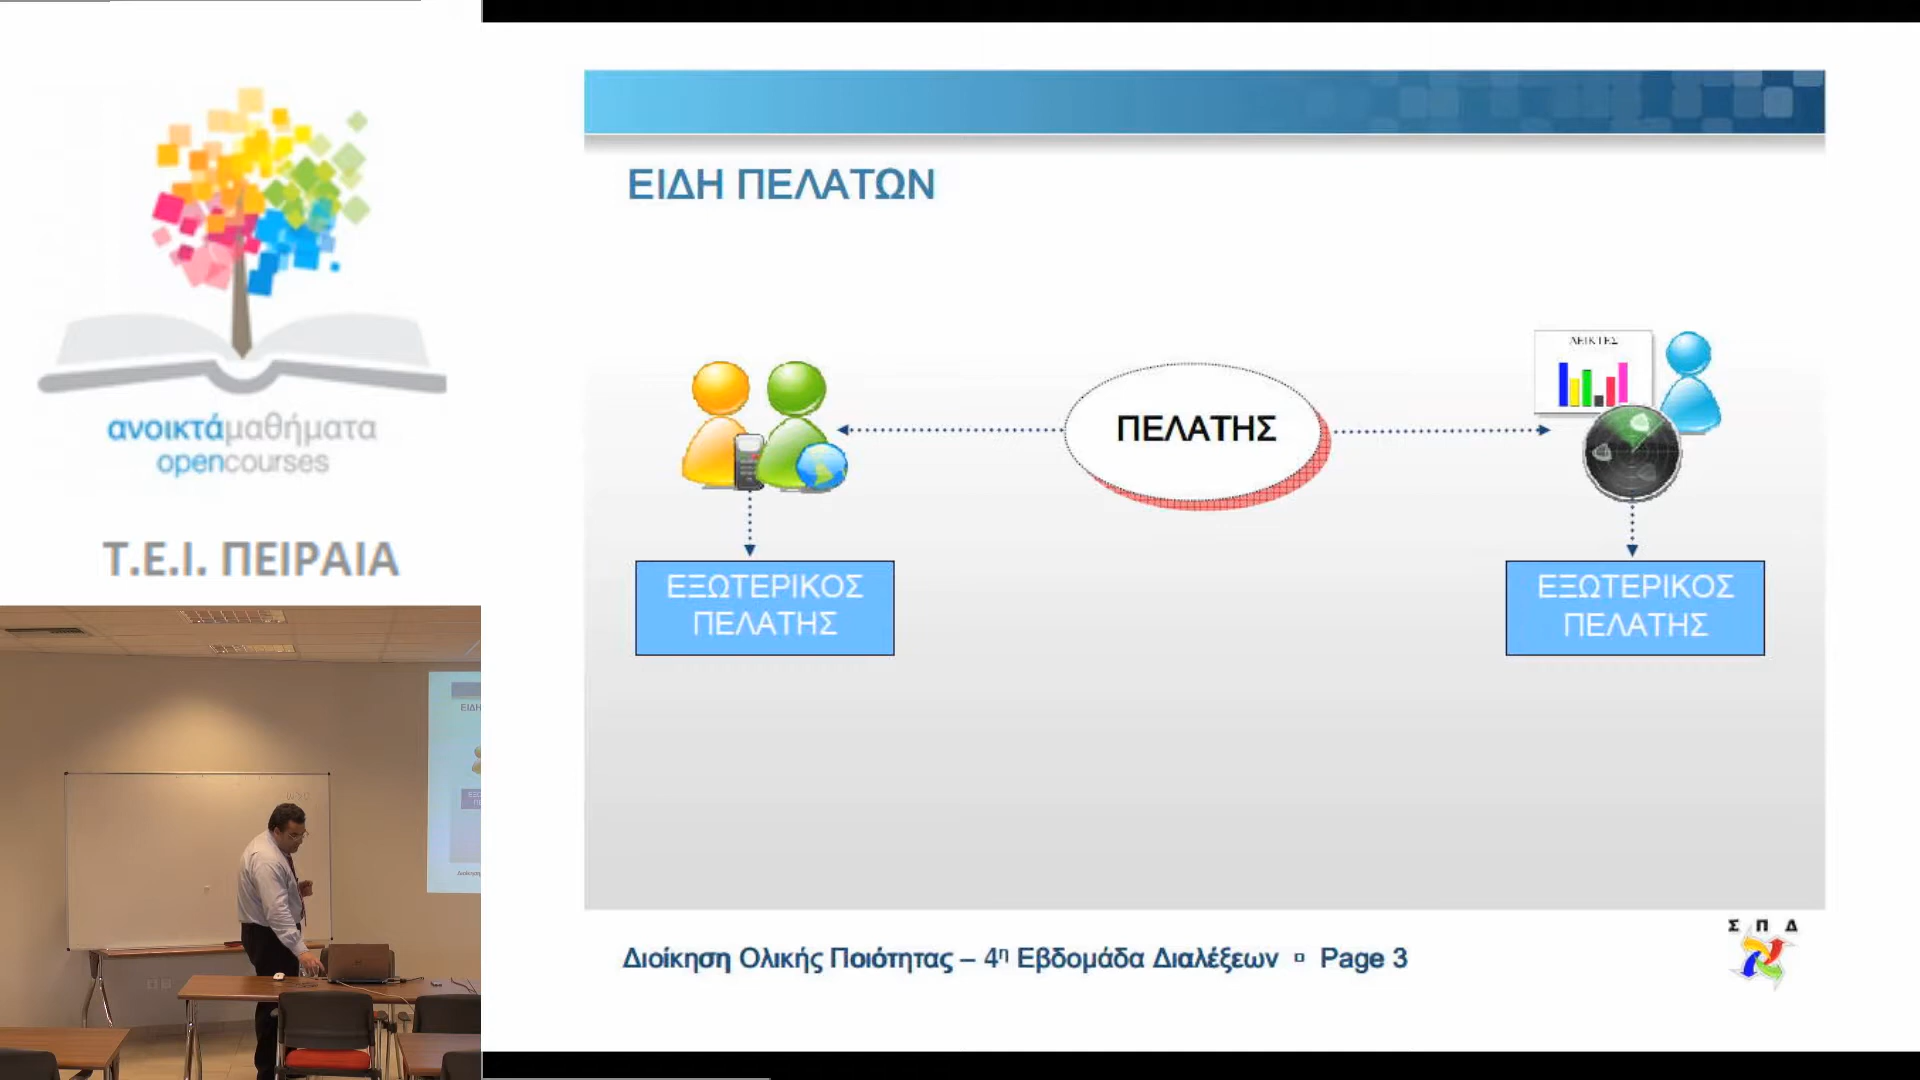 ανοικτάμαθήματα
opencourses
Τ.Ε.Ι. ΠΕΙΡΑΙΑ
ΕΙΔΗ ΠΕΛΑΤΩΝ
ΔΕΙΚΤΕΣ
ΠΕΛΑΤΗΣ
ΕΞΩΤΕΡΙΚΟΣ
ΠΕΛΑΤΗΣ
ΕΞΩΤΕΡΙΚΟΣ
ΠΕΛΑΤΗΣ
Διοίκηση Ολικής Ποιότητας – 4η Εβδομάδα Διαλέξεων ▫ Page 3
Σ Π Δ